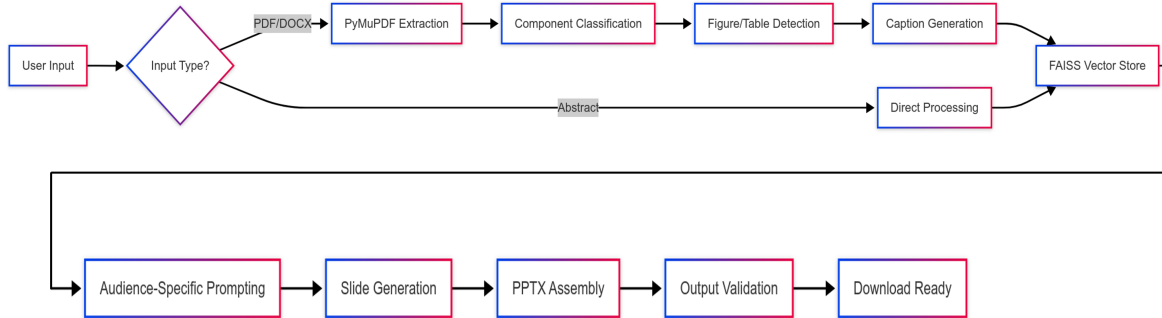 User Input
Input Type?
PDF/DOCX
PyMuPDF Extraction
Component Classification
Figure/Table Detection
Caption Generation
FAISS Vector Store
Abstract
Direct Processing
Audience-Specific Prompting
Slide Generation
PPTX Assembly
Output Validation
Download Ready